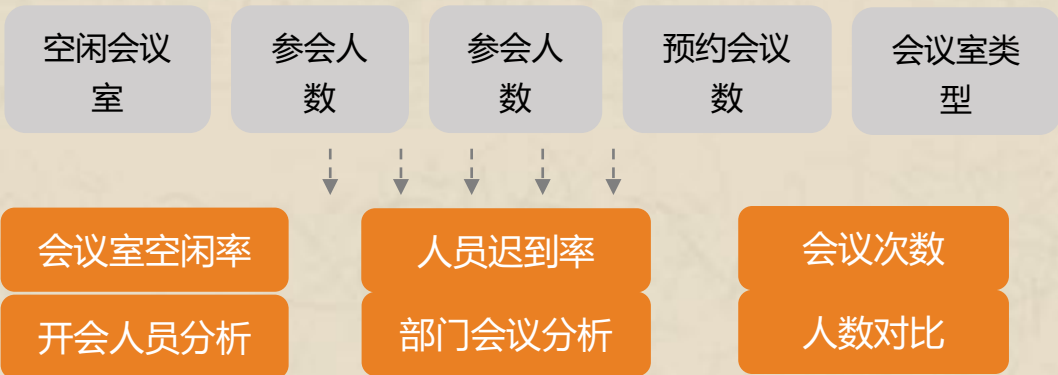 空闲会议
室
参会人
数
参会人
数
预约会议
数
会议室类
型
会议室空闲率
人员迟到率
会议次数
开会人员分析
部门会议分析
人数对比